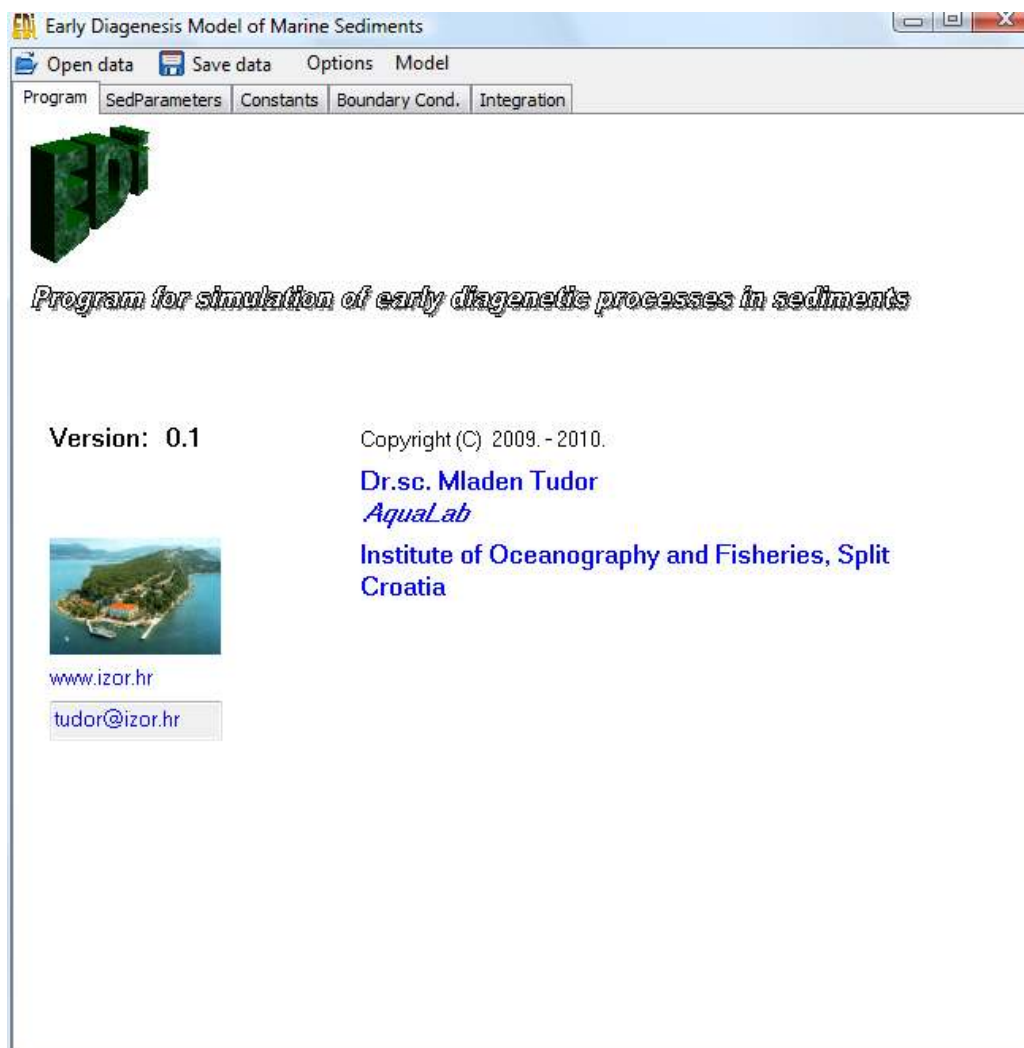 EDi Early Diagenesis Model of Marine Sediments
Open data Save data Options Model
Program SedParameters Constants Boundary Cond. Integration
EDi
Program for simulation of early diagenetic processes in sediments
Version: 0.1
Copyright (C) 2009. - 2010.
Dr.sc. Mladen Tudor
AquaLab
Institute of Oceanography and Fisheries, Split
Croatia
www.izor.hr
tudor@izor.hr